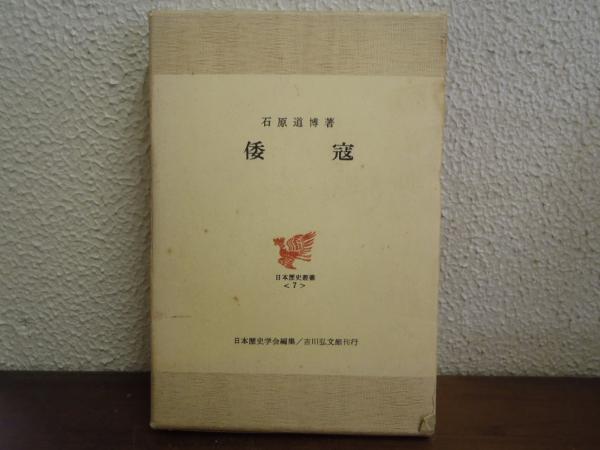 石原道博著
倭寇
日本歴史叢書
<7>
日本歴史学会編集/吉川弘文館刊行